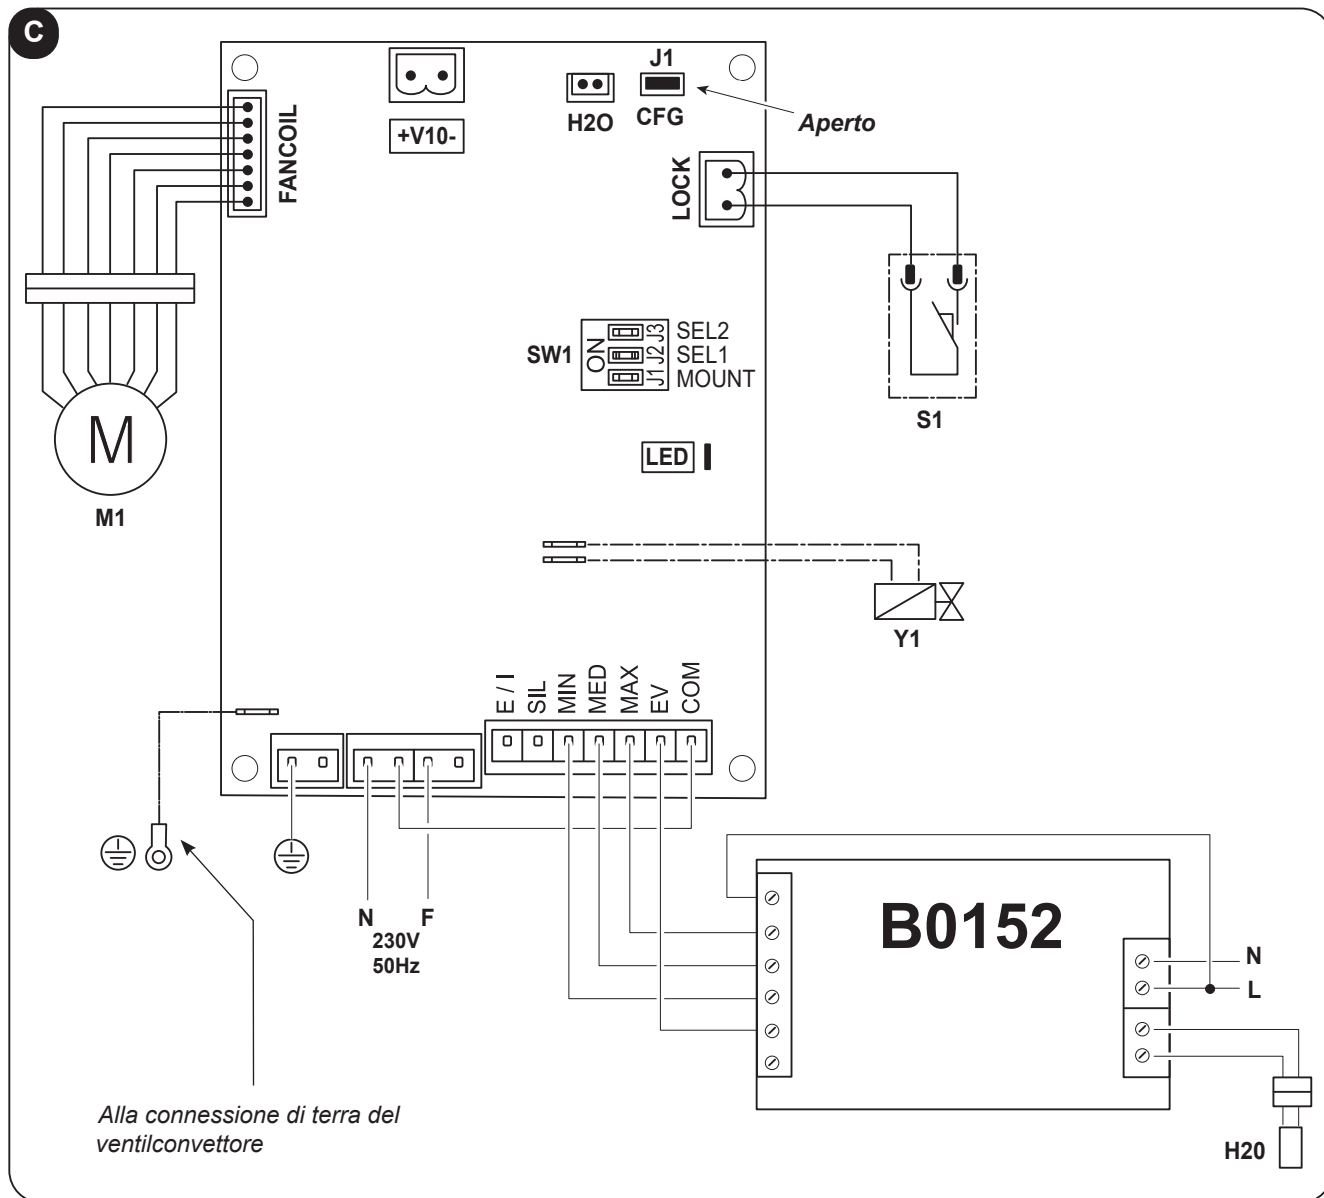 C
J1
H2O
CFG
Aperto
+V10-
FANCOIL
LOCK
SW1
ON
J3 SEL2
J2 SEL1
J1 MOUNT
S1
M
M1
LED
Y1
E / I
SIL
MIN
MED
MAX
EV
COM
N F
230V
50Hz
B0152
N
L
Alla connessione di terra del
ventilconvettore
H20